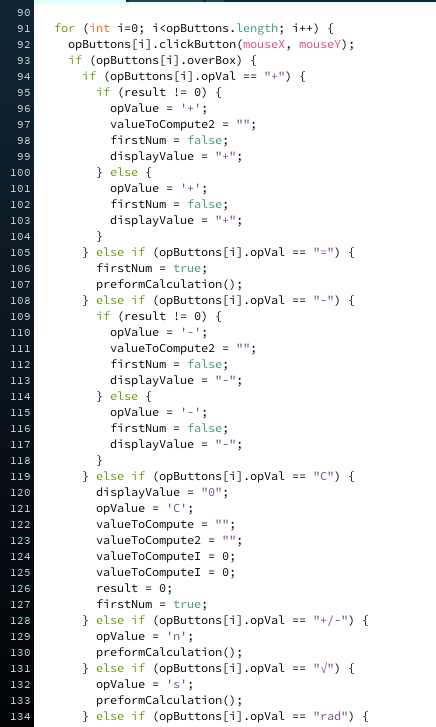 90
91 for (int i=0; i<opButtons.length; i++) {
92 opButtons[i].clickButton(mouseX, mouseY);
93 if (opButtons[i].overBox) {
94 if (opButtons[i].opVal == "+") {
95 if (result != 0) {
96 opValue = '+';
97 valueToCompute2 = "";
98 firstNum = false;
99 displayValue = "+";
100 } else {
101 opValue = '+';
102 firstNum = false;
103 displayValue = "+";
104 }
105 } else if (opButtons[i].opVal == "=") {
106 firstNum = true;
107 preformCalculation();
108 } else if (opButtons[i].opVal == "-") {
109 if (result != 0) {
110 opValue = '-';
111 valueToCompute2 = "";
112 firstNum = false;
113 displayValue = "-";
114 } else {
115 opValue = '-';
116 firstNum = false;
117 displayValue = "-";
118 }
119 } else if (opButtons[i].opVal == "C") {
120 displayValue = "0";
121 opValue = 'C';
122 valueToCompute = "";
123 valueToCompute2 = "";
124 valueToComputeI = 0;
125 valueToComputeI = 0;
126 result = 0;
127 firstNum = true;
128 } else if (opButtons[i].opVal == "+/-") {
129 opValue = 'n';
130 preformCalculation();
131 } else if (opButtons[i].opVal == "√") {
132 opValue = 's';
133 preformCalculation();
134 } else if (opButtons[i].opVal == "rad") {